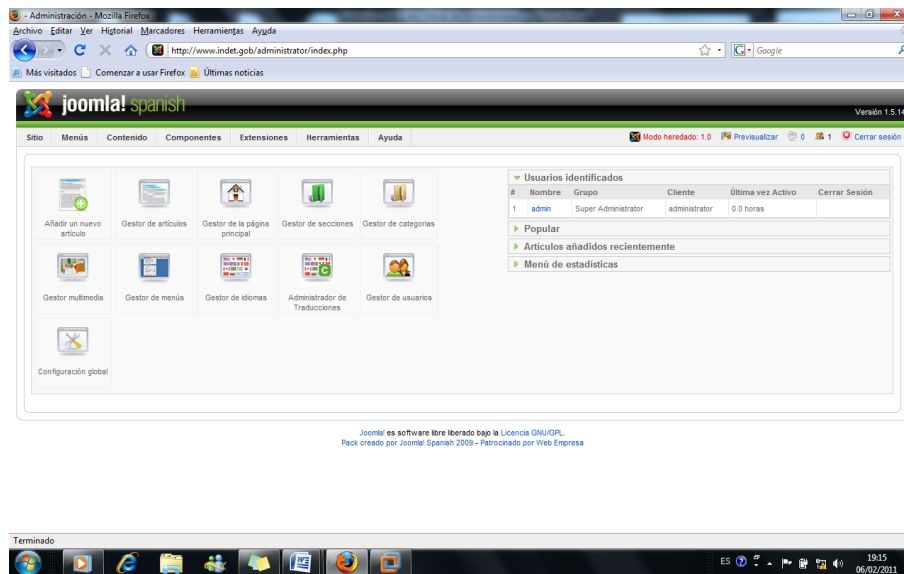 - Administración - Mozilla Firefox
Archivo Editar Ver Historial Marcadores Herramientas Ayuda
http://www.indet.gob/administrator/index.php
G Google
Más visitados Comenzar a usar Firefox Últimas noticias
joomla! spanish
Versión 1.5.14
Sitio Menús Contenido Componentes Extensiones Herramientas Ayuda
Modo heredado: 1.0 Previsualizar 0 1 Cerrar sesión
Añadir un nuevo artículo
Gestor de artículos
Gestor de la página principal
Gestor de secciones
Gestor de categorías
Gestor multimedia
Gestor de menús
Gestor de idiomas
Administrador de Traducciones
Gestor de usuarios
Configuración global
Usuarios identificados
# Nombre Grupo Cliente Última vez Activo Cerrar Sesión
1 admin Super Administrator administrator 0.0 horas
Popular
Artículos añadidos recientemente
Menú de estadísticas
Joomla! es software libre liberado bajo la Licencia GNU/GPL.
Pack creado por Joomla! Spanish 2009 - Patrocinado por Web Empresa
Terminado
ES
19:15
06/02/2011